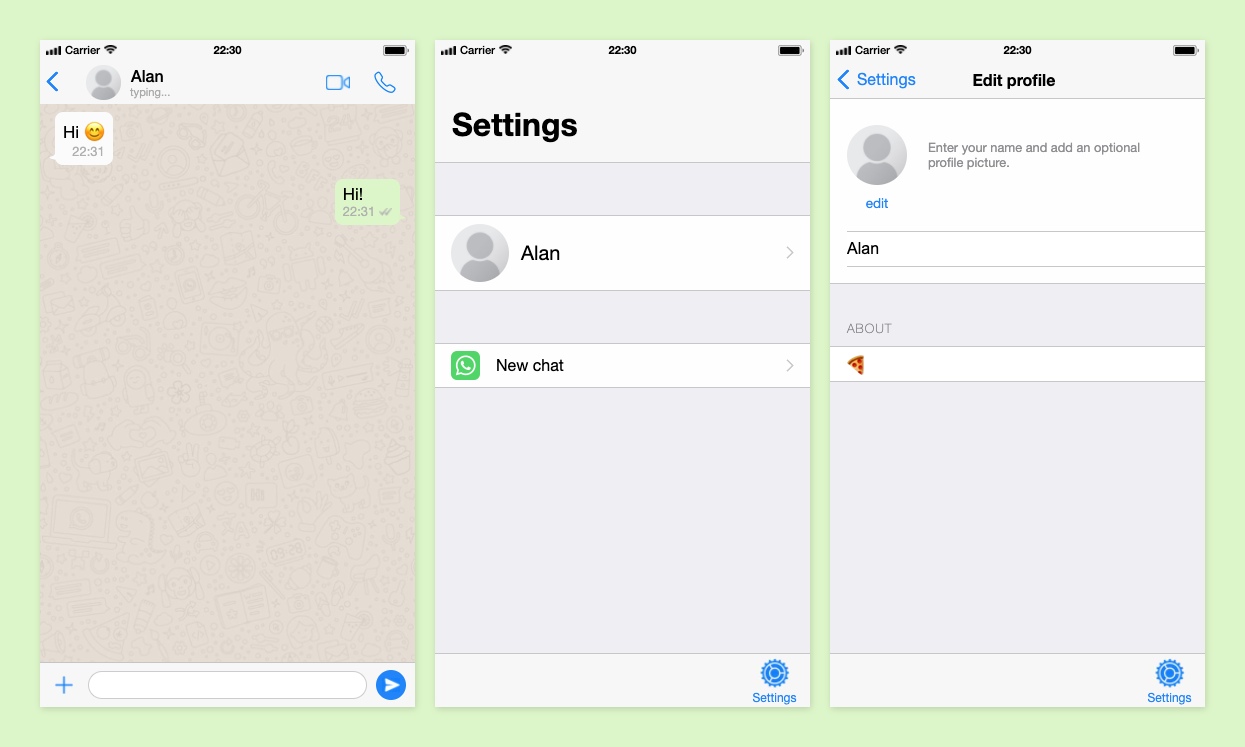 Carrier 22:30
Alan
typing...
Hi 😊
22:31
Hi!
22:31
Carrier 22:30
Settings
Alan
New chat
Settings
Carrier 22:30
Settings Edit profile
Enter your name and add an optional
profile picture.
edit
Alan
ABOUT
🍕
Settings